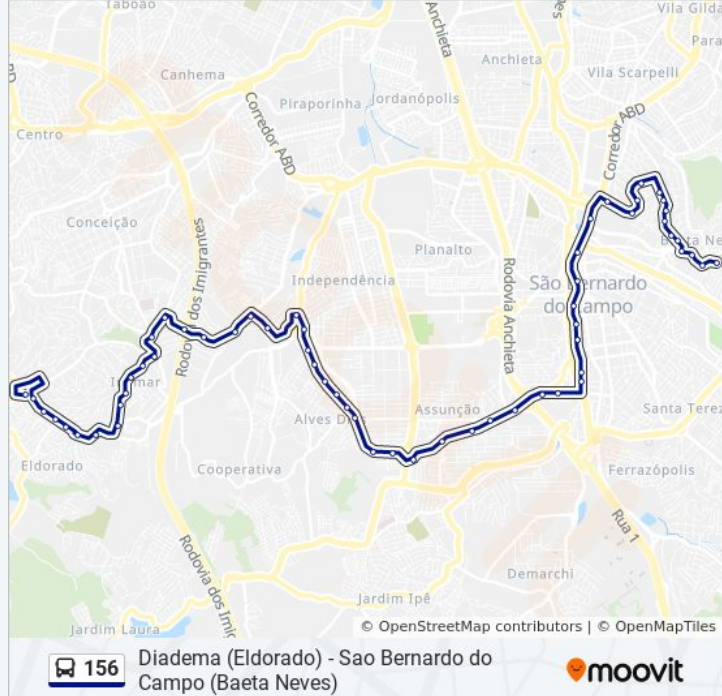 Taboão
Vila Gilda
Anchieta
Canhema
Anchieta
Para
Vila Scarpelli
Piraporinha
Jordanópolis
Corredor ABD
Centro
Corredor ABD
Rodovia dos Imigrantes
Conceição
Planalto
Baeta Ne
Independência
Rodovia Anchieta
São Bernardo
do Campo
Alves Dias
Assunção
Santa Terez
Eldorado
Cooperativa
Ferrazópolis
Rua 1
Rodovia dos Imig
Demarchi
Jardim Ipê
Jardim Laura
© OpenStreetMap contributors | © OpenMapTiles
156
Diadema (Eldorado) - Sao Bernardo do
Campo (Baeta Neves)
moovit